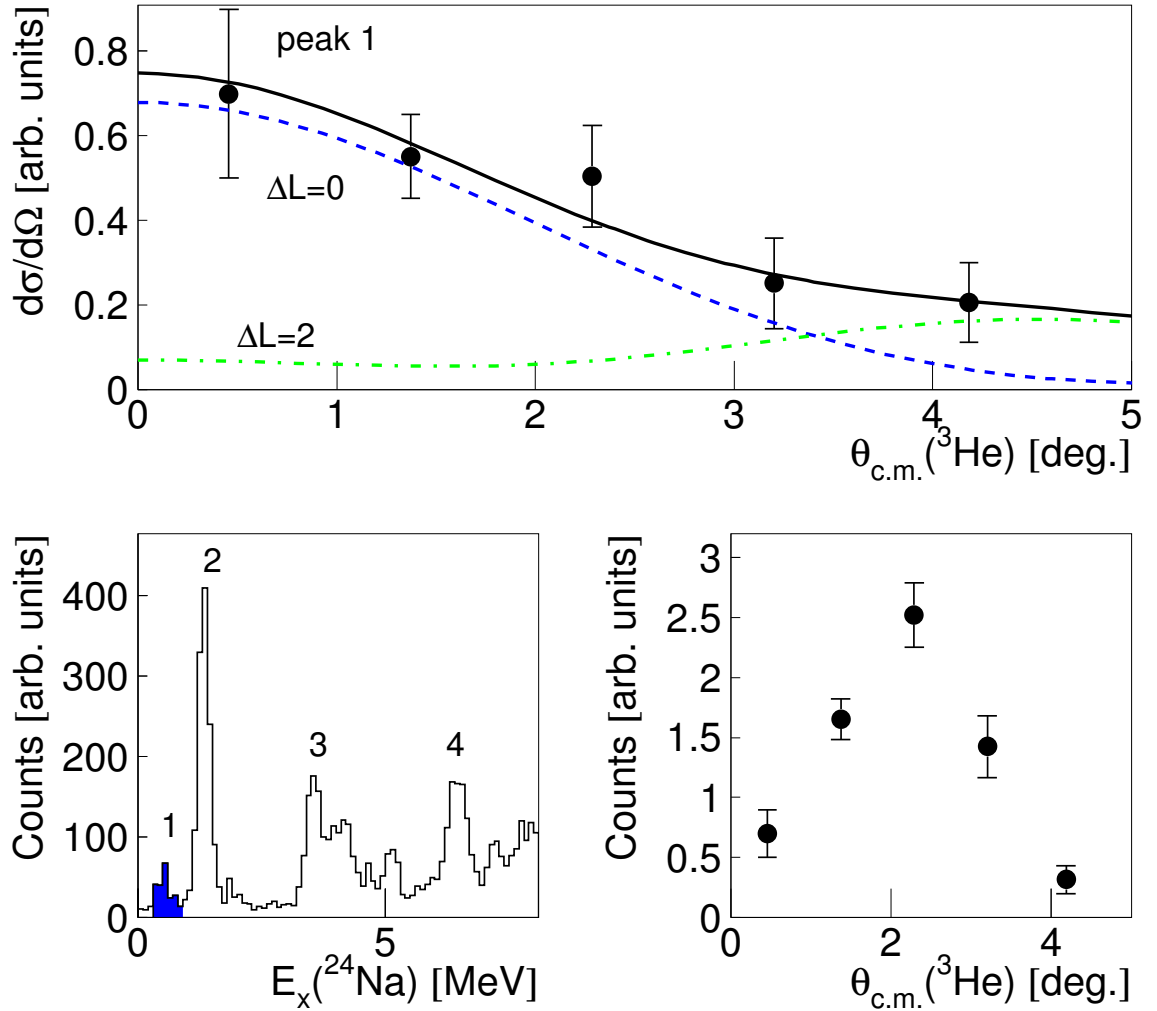 peak 1
dσ/dΩ [arb. units]
0.8
0.6
0.4
0.2
0
ΔL=0
ΔL=2
0 1 2 3 4 5
θc.m.(³He) [deg.]
Counts [arb. units]
400
300
200
100
0
1 2 3 4
0 5
Ex(²⁴Na) [MeV]
Counts [arb. units]
3
2.5
2
1.5
1
0.5
0
0 2 4
θc.m.(³He) [deg.]